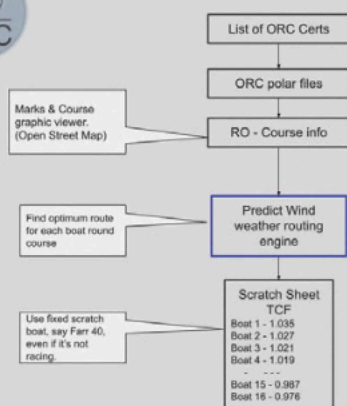 C
List of ORC Certs
ORC polar files
Marks & Course
graphic viewer.
(Open Street Map)
RO - Course info
Find optimum route
for each boat round
course
Predict Wind
weather routing
engine
Use fixed scratch
boat, say Farr 40,
even if it's not
racing.
Scratch Sheet
TCF
Boat 1 - 1.035
Boat 2 - 1.027
Boat 3 - 1.021
Boat 4 - 1.019
- ---
Boat 15 - 0.987
Boat 16 - 0.976